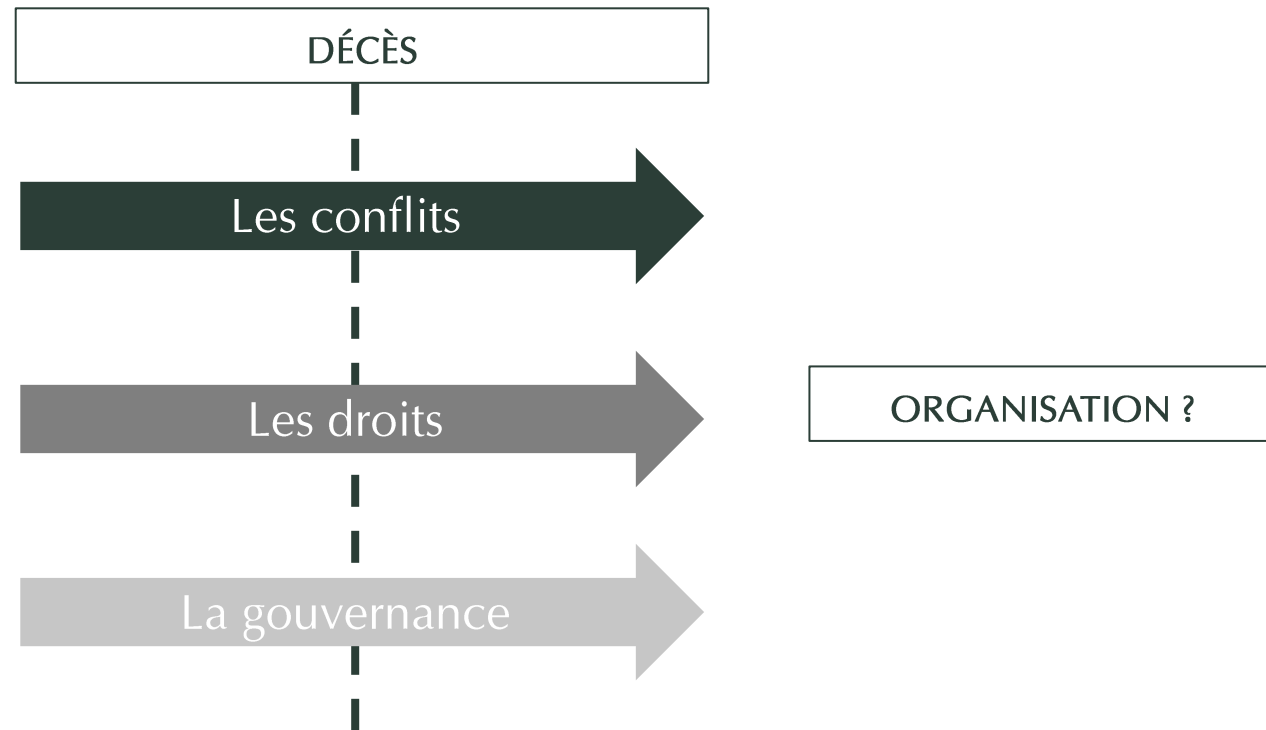 DÉCÈS
Les conflits
Les droits
ORGANISATION ?
La gouvernance